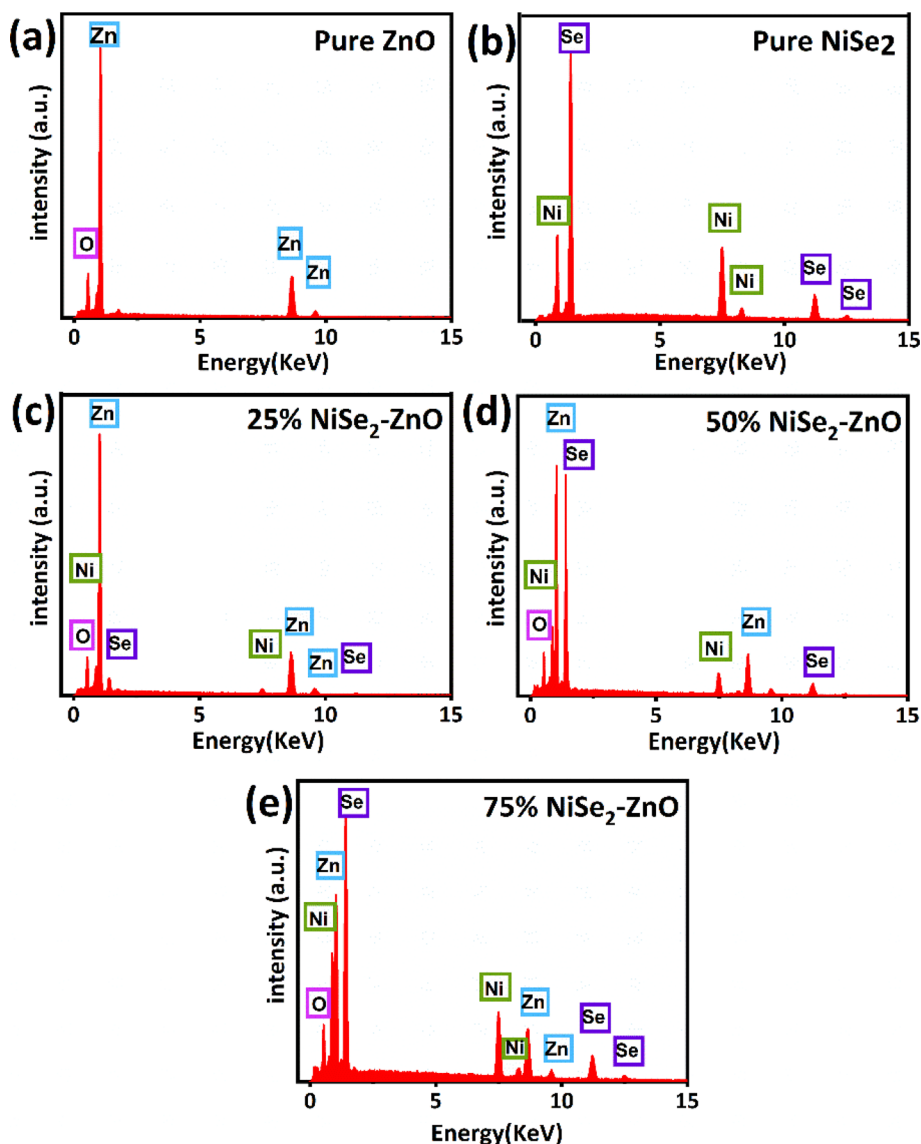 (a)
Pure ZnO
Zn
O
Zn
Zn
intensity (a.u.)
0 5 10 15
Energy(KeV)
(b)
Pure NiSe2
Se
Ni
Ni
Ni
Se
Se
intensity (a.u.)
0 5 10 15
Energy(KeV)
(c)
25% NiSe₂-ZnO
Zn
Ni
O
Se
Ni
Zn
Zn
Se
intensity (a.u.)
0 5 10 15
Energy(KeV)
(d)
50% NiSe₂-ZnO
Zn
Se
Ni
O
Ni
Zn
Se
intensity (a.u.)
0 5 10 15
Energy(KeV)
(e)
75% NiSe₂-ZnO
Se
Zn
Ni
O
Ni
Ni
Zn
Zn
Se
Se
intensity (a.u.)
0 5 10 15
Energy(KeV)